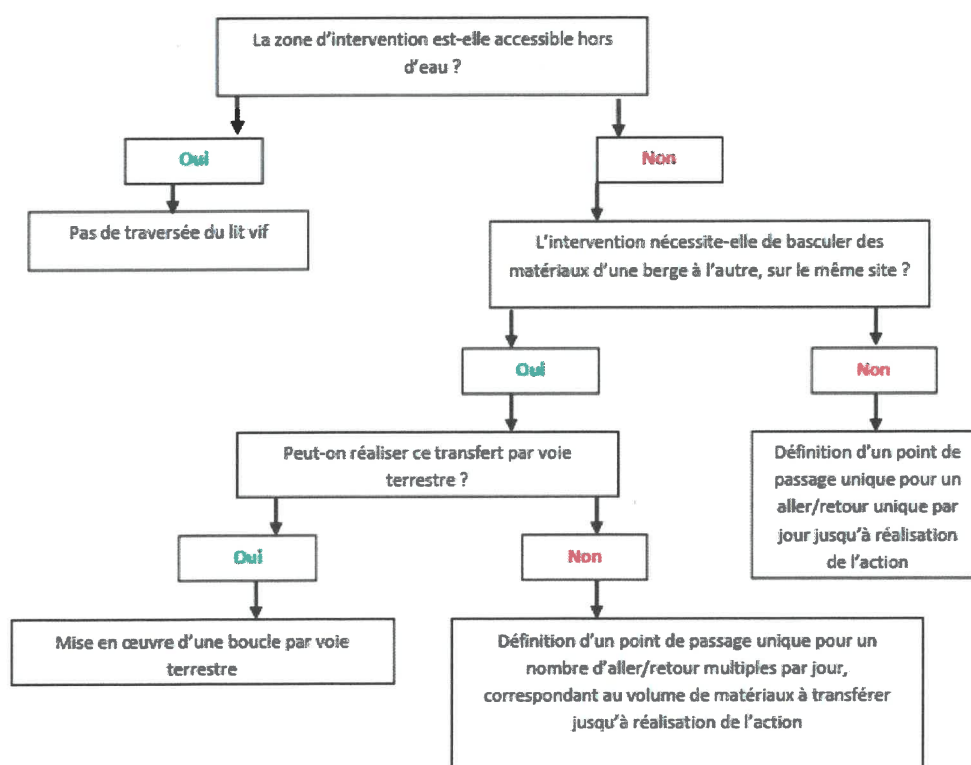 La zone d'intervention est-elle accessible hors
d'eau ?
Oui
Non
Pas de traversée du lit vif
L'intervention nécessite-elle de basculer des
matériaux d'une berge à l'autre, sur le même site ?
Oui
Non
Peut-on réaliser ce transfert par voie
terrestre ?
Définition d'un point de
passage unique pour un
aller/retour unique par
jour jusqu'à réalisation
de l'action
Oui
Non
Mise en œuvre d'une boucle par voie
terrestre
Définition d'un point de passage unique pour un
nombre d'aller/retour multiples par jour,
correspondant au volume de matériaux à transférer
jusqu'à réalisation de l'action